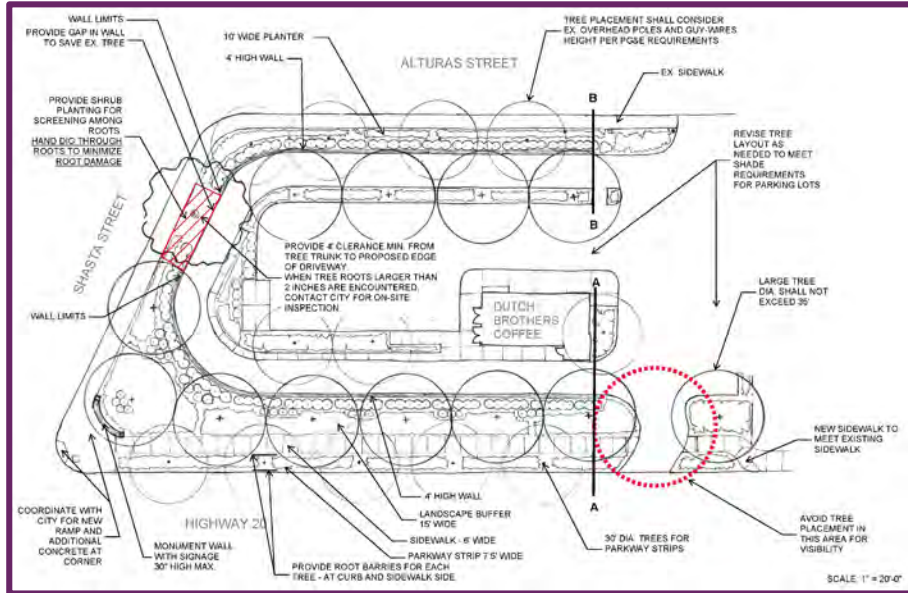 WALL LIMITS
PROVIDE GAP IN WALL
TO SAVE EX. TREE
10' WIDE PLANTER
4' HIGH WALL
TREE PLACEMENT SHALL CONSIDER
EX. OVERHEAD POLES AND GUY-WIRES
HEIGHT PER PG&E REQUIREMENTS
ALTURAS STREET
EX. SIDEWALK
B
PROVIDE SHRUB
PLANTING FOR
SCREENING AMONG
ROOTS.
HAND DIG THROUGH
ROOTS TO MINIMIZE
ROOT DAMAGE
REVISE TREE
LAYOUT AS
NEEDED TO MEET
SHADE
REQUIREMENTS
FOR PARKING LOTS
B
SHASTA STREET
PROVIDE 4' CLERANCE MIN. FROM
TREE TRUNK TO PROPOSED EDGE
OF DRIVEWAY.
WHEN TREE ROOTS LARGER THAN
2 INCHES ARE ENCOUNTERED,
CONTACT CITY FOR ON-SITE
INSPECTION
A
LARGE TREE
DIA. SHALL NOT
EXCEED 35'
WALL LIMITS
DUTCH
BROTHERS
COFFEE
NEW SIDEWALK TO
MEET EXISTING
SIDEWALK
4' HIGH WALL
A
COORDINATE WITH
CITY FOR NEW
RAMP AND
ADDITIONAL
CONCRETE AT
CORNER
HIGHWAY 20
MONUMENT WALL
WITH SIGNAGE
30" HIGH MAX.
LANDSCAPE BUFFER
15' WIDE
SIDEWALK - 6' WIDE
PARKWAY STRIP 7.5' WIDE
PROVIDE ROOT BARRIES FOR EACH
TREE - AT CURB AND SIDEWALK SIDE.
30' DIA. TREES FOR
PARKWAY STRIPS
AVOID TREE
PLACEMENT IN
THIS AREA FOR
VISIBILITY
SCALE: 1" = 20'-0"